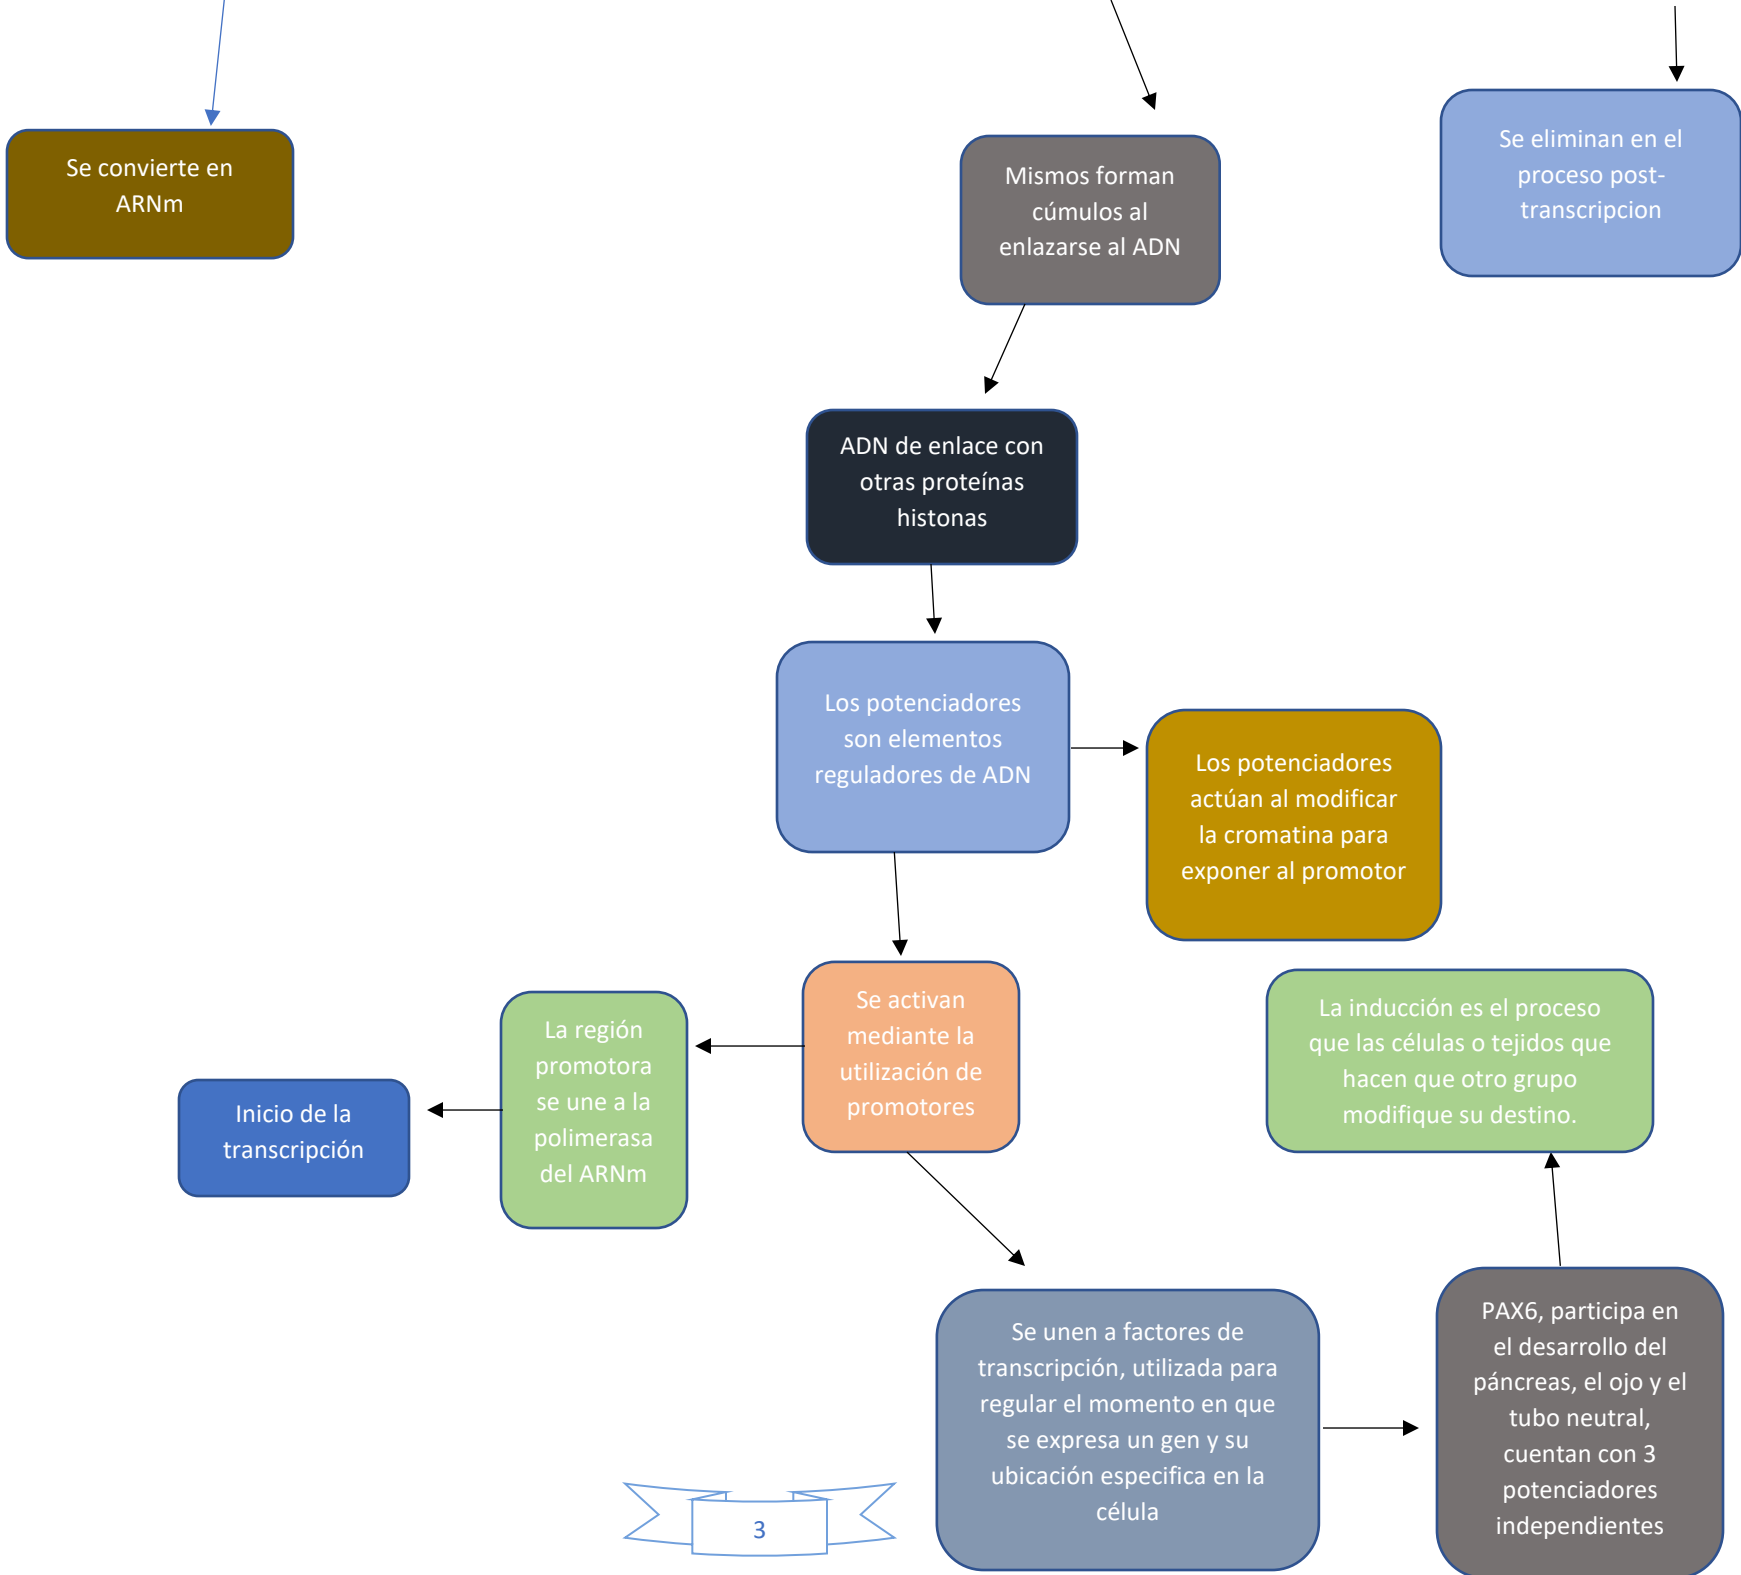 Se convierte en
ARNm
Mismos forman
cúmulos al
enlazarse al ADN
Se eliminan en el
proceso post-
transcripcion
ADN de enlace con
otras proteínas
histonas
Los potenciadores
son elementos
reguladores de ADN
Los potenciadores
actúan al modificar
la cromatina para
exponer al promotor
Se activan
mediante la
utilización de
promotores
La región
promotora
se une a la
polimerasa
del ARNm
Inicio de la
transcripción
La inducción es el proceso
que las células o tejidos que
hacen que otro grupo
modifique su destino.
Se unen a factores de
transcripción, utilizada para
regular el momento en que
se expresa un gen y su
ubicación especifica en la
célula
PAX6, participa en
el desarrollo del
páncreas, el ojo y el
tubo neutral,
cuentan con 3
potenciadores
independientes
3